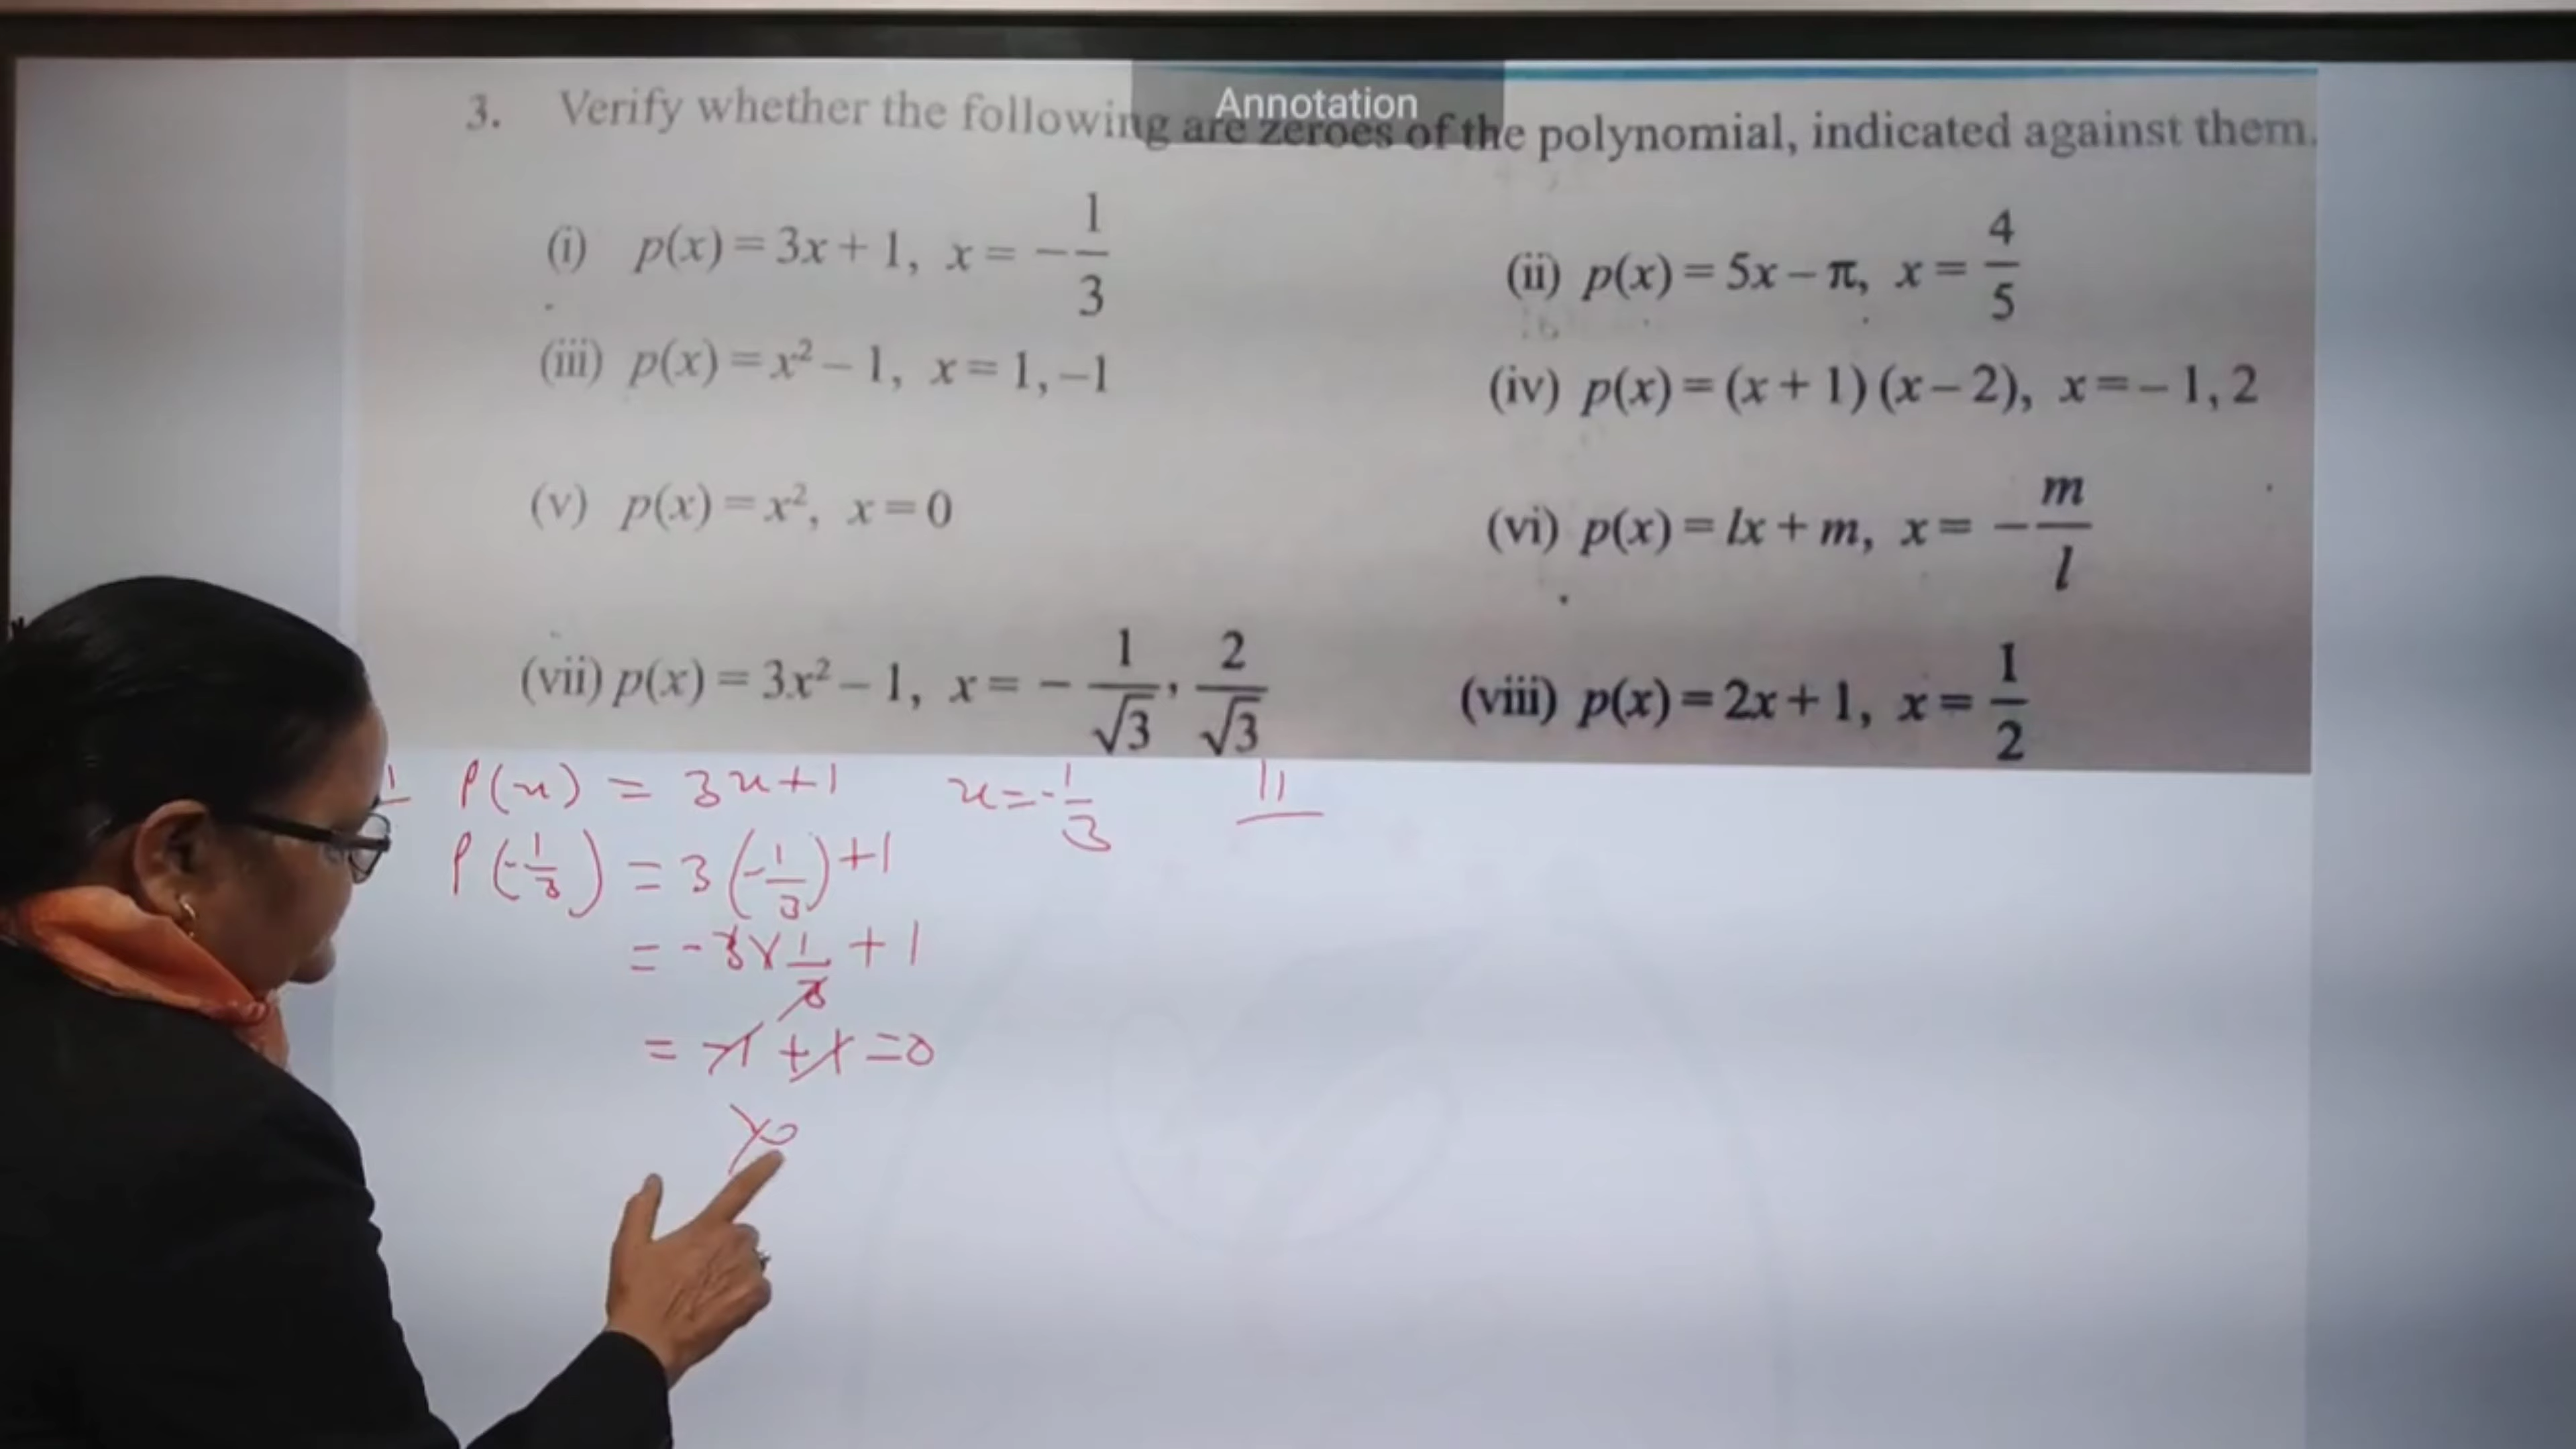 Annotation
3. Verify whether the following are zeroes of the polynomial, indicated against them.
(i) p(x) = 3x + 1, x = −1/3
(ii) p(x) = 5x − π, x = 4/5
(iii) p(x) = x² − 1, x = 1, −1
(iv) p(x) = (x + 1) (x − 2), x = − 1, 2
(v) p(x) = x², x = 0
(vi) p(x) = lx + m, x = −m/l
(vii) p(x) = 3x² − 1, x = −1/√3, 2/√3
(viii) p(x) = 2x + 1, x = 1/2
P(x) = 3x+1 x=-1/3 11
P(-1/3) = 3(-1/3)+1
= -3×1/3 + 1
= -1 +1 =0